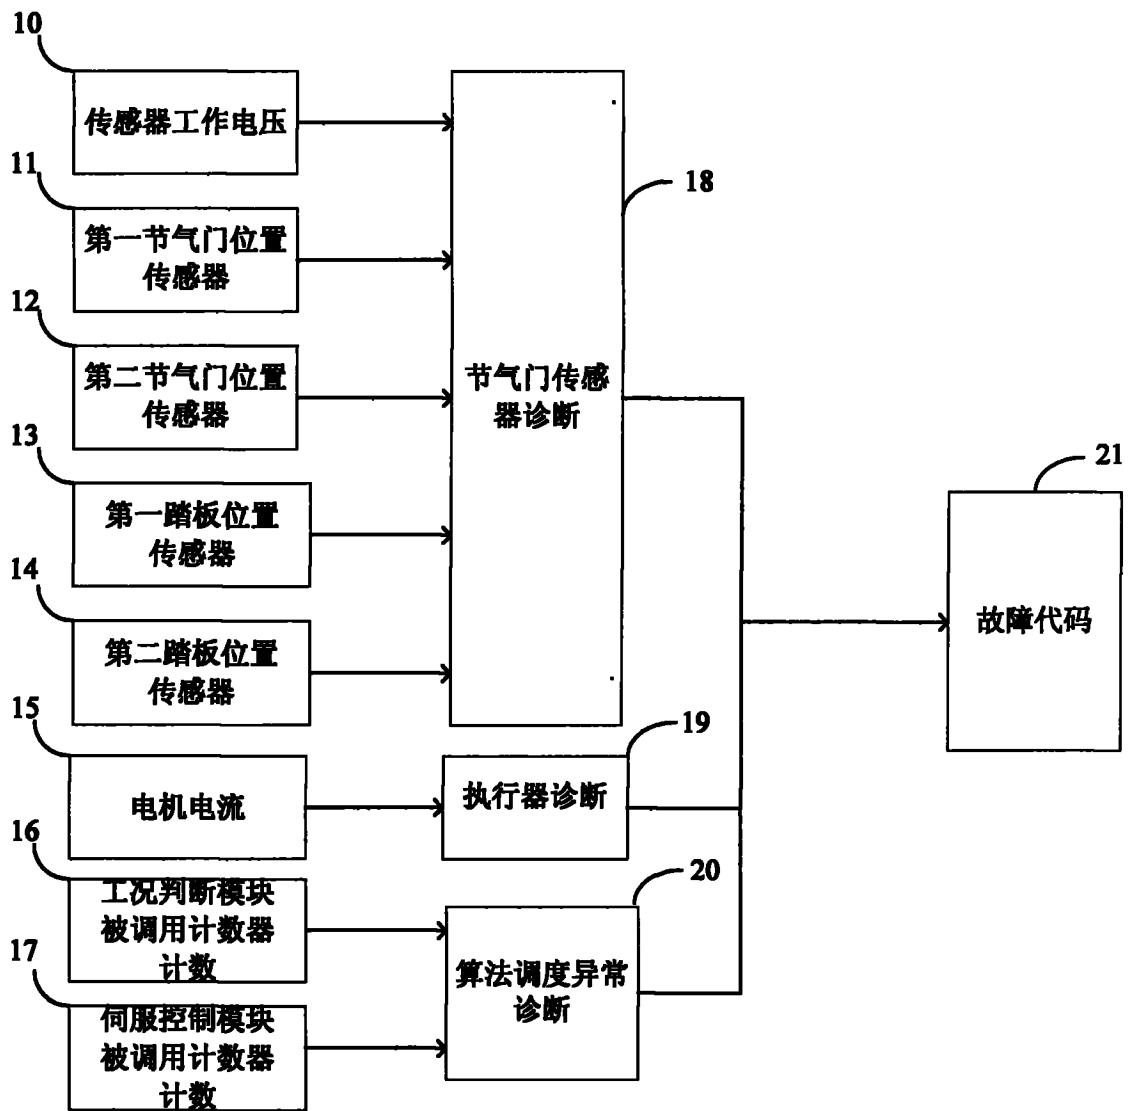 10
传感器工作电压
11
第一节气门位置
传感器
12
第二节气门位置
传感器
13
第一踏板位置
传感器
14
第二踏板位置
传感器
15
电机电流
16
工况判断模块
被调用计数器
计数
17
伺服控制模块
被调用计数器
计数
18
节气门传感
器诊断
19
执行器诊断
20
算法调度异常
诊断
21
故障代码